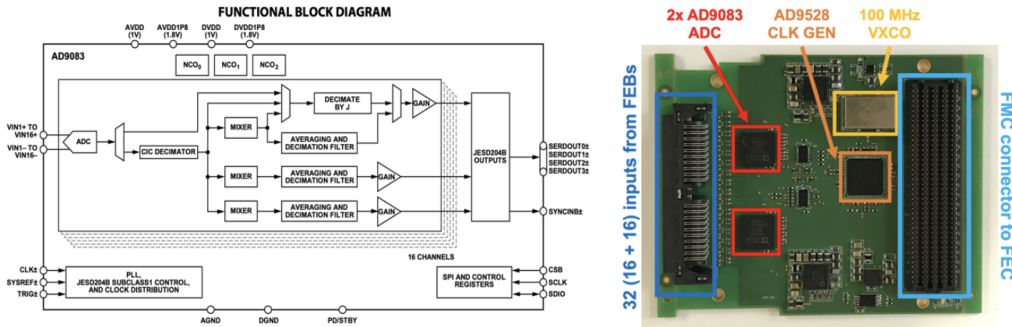 FUNCTIONAL BLOCK DIAGRAM
AVDD AVDD1P8 DVDD DVDD1P8
(1V) (1.8V) (1V) (1.8V)
AD9083
NCO0 NCO1 NCO2
VIN1+ TO
VIN16+
VIN1– TO
VIN16–
ADC
CIC DECIMATOR
MIXER
DECIMATE
BY J
GAIN
AVERAGING AND
DECIMATION FILTER
MIXER
AVERAGING AND
DECIMATION FILTER
GAIN
MIXER
AVERAGING AND
DECIMATION FILTER
GAIN
JESD204B
OUTPUTS
SERDOUT0±
SERDOUT1±
SERDOUT2±
SERDOUT3±
SYNCINB±
16 CHANNELS
CLK±
SYSREF±
TRIG±
PLL,
JESD204B SUBCLASS1 CONTROL,
AND CLOCK DISTRIBUTION
SPI AND CONTROL
REGISTERS
CSB
SCLK
SDIO
AGND DGND PD/STBY
2x AD9083
ADC
AD9528
CLK GEN
100 MHz
VXCO
32 (16 + 16) inputs from FEBs
FMC connector to FEC